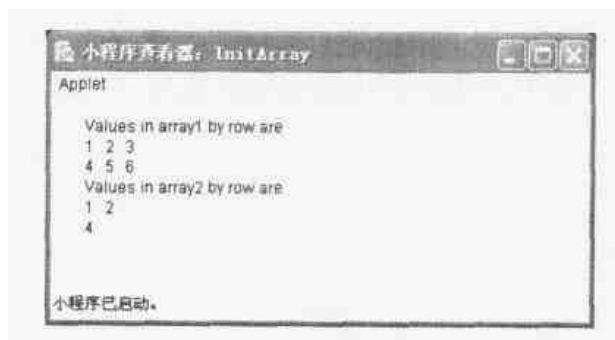 小程序查看器: InitArray
Applet
Values in array1 by row are
1 2 3
4 5 6
Values in array2 by row are
1 2
4
小程序已启动。